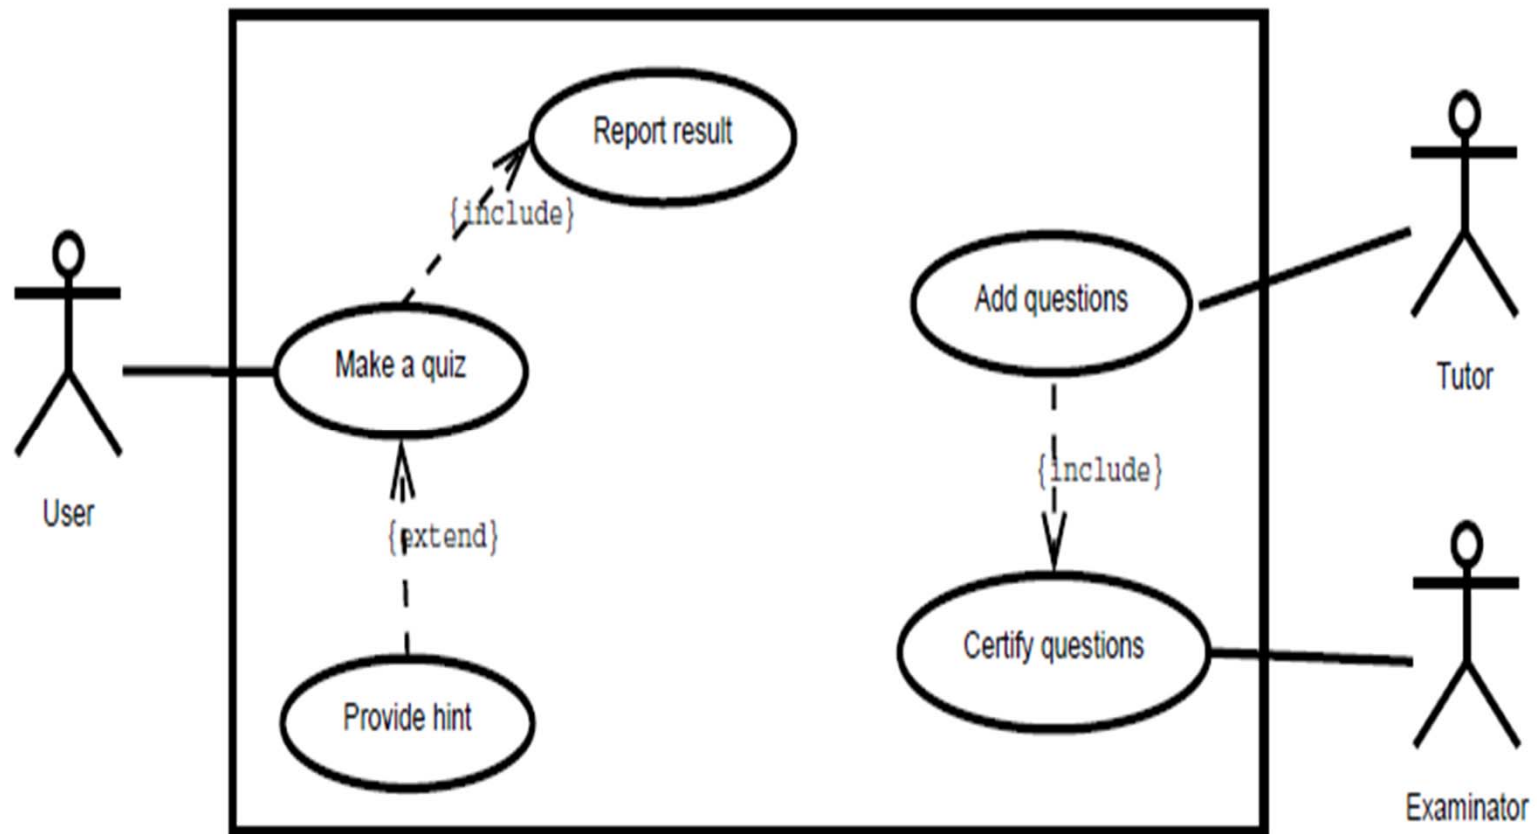 Report result
{include}
Add questions
Make a quiz
Tutor
{include}
User
{extend}
Certify questions
Provide hint
Examinator